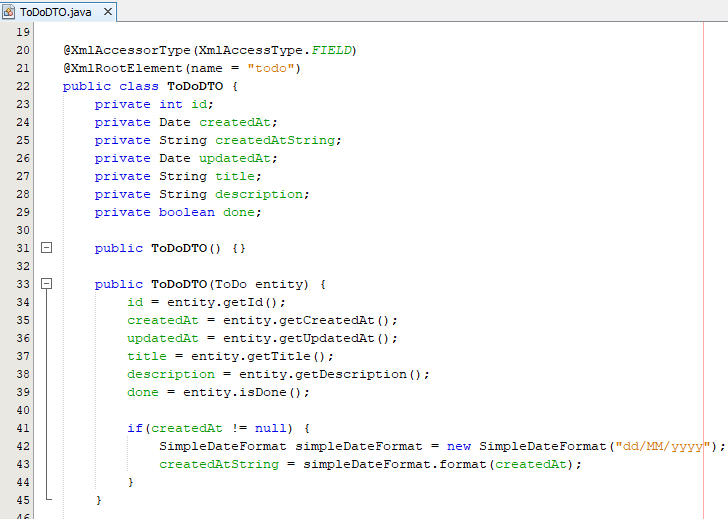 ToDoDTO.java
19
20 @XmlAccessorType(XmlAccessType.FIELD)
21 @XmlRootElement(name = "todo")
22 public class ToDoDTO {
23 private int id;
24 private Date createdAt;
25 private String createdAtString;
26 private Date updatedAt;
27 private String title;
28 private String description;
29 private boolean done;
30
31 public ToDoDTO() {}
32
33 public ToDoDTO(ToDo entity) {
34 id = entity.getId();
35 createdAt = entity.getCreatedAt();
36 updatedAt = entity.getUpdatedAt();
37 title = entity.getTitle();
38 description = entity.getDescription();
39 done = entity.isDone();
40
41 if(createdAt != null) {
42 SimpleDateFormat simpleDateFormat = new SimpleDateFormat("dd/MM/yyyy");
43 createdAtString = simpleDateFormat.format(createdAt);
44 }
45 }
46